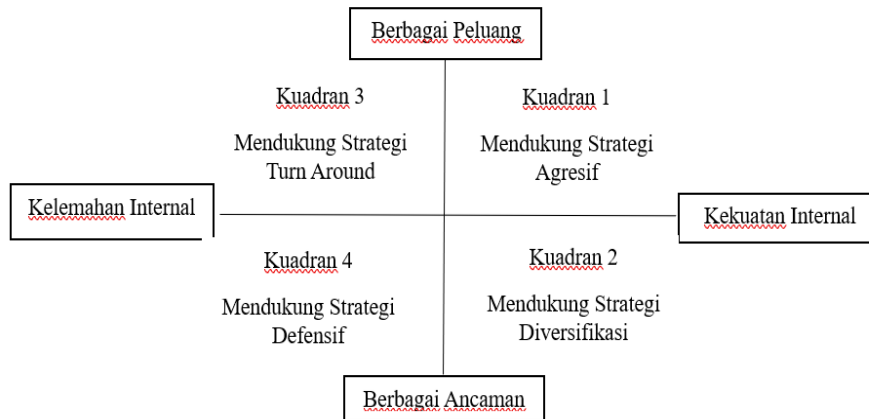 Berbagai Peluang
Kuadran 3
Kuadran 1
Mendukung Strategi
Turn Around
Mendukung Strategi
Agresif
Kelemahan Internal
Kekuatan Internal
Kuadran 4
Kuadran 2
Mendukung Strategi
Defensif
Mendukung Strategi
Diversifikasi
Berbagai Ancaman